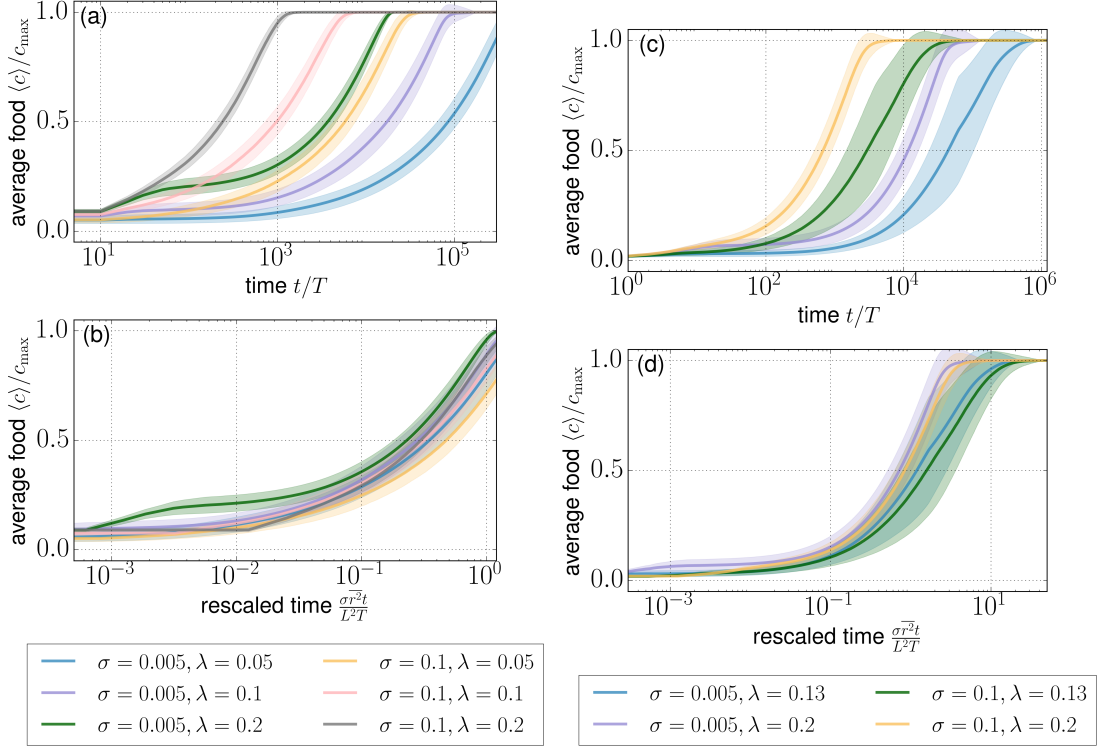 (a)
average food ⟨c⟩/c_max
1.0
0.5
0.0
10^1
10^3
10^5
time t/T
(b)
average food ⟨c⟩/c_max
1.0
0.5
0.0
10^−3
10^−2
10^−1
10^0
rescaled time σr̅²t/L²T
σ = 0.005, λ = 0.05
σ = 0.1, λ = 0.05
σ = 0.005, λ = 0.1
σ = 0.1, λ = 0.1
σ = 0.005, λ = 0.2
σ = 0.1, λ = 0.2
(c)
average food ⟨c⟩/c_max
1.0
0.5
0.0
10^0
10^2
10^4
10^6
time t/T
(d)
average food ⟨c⟩/c_max
1.0
0.5
0.0
10^−3
10^−1
10^1
rescaled time σr̅²t/L²T
σ = 0.005, λ = 0.13
σ = 0.1, λ = 0.13
σ = 0.005, λ = 0.2
σ = 0.1, λ = 0.2